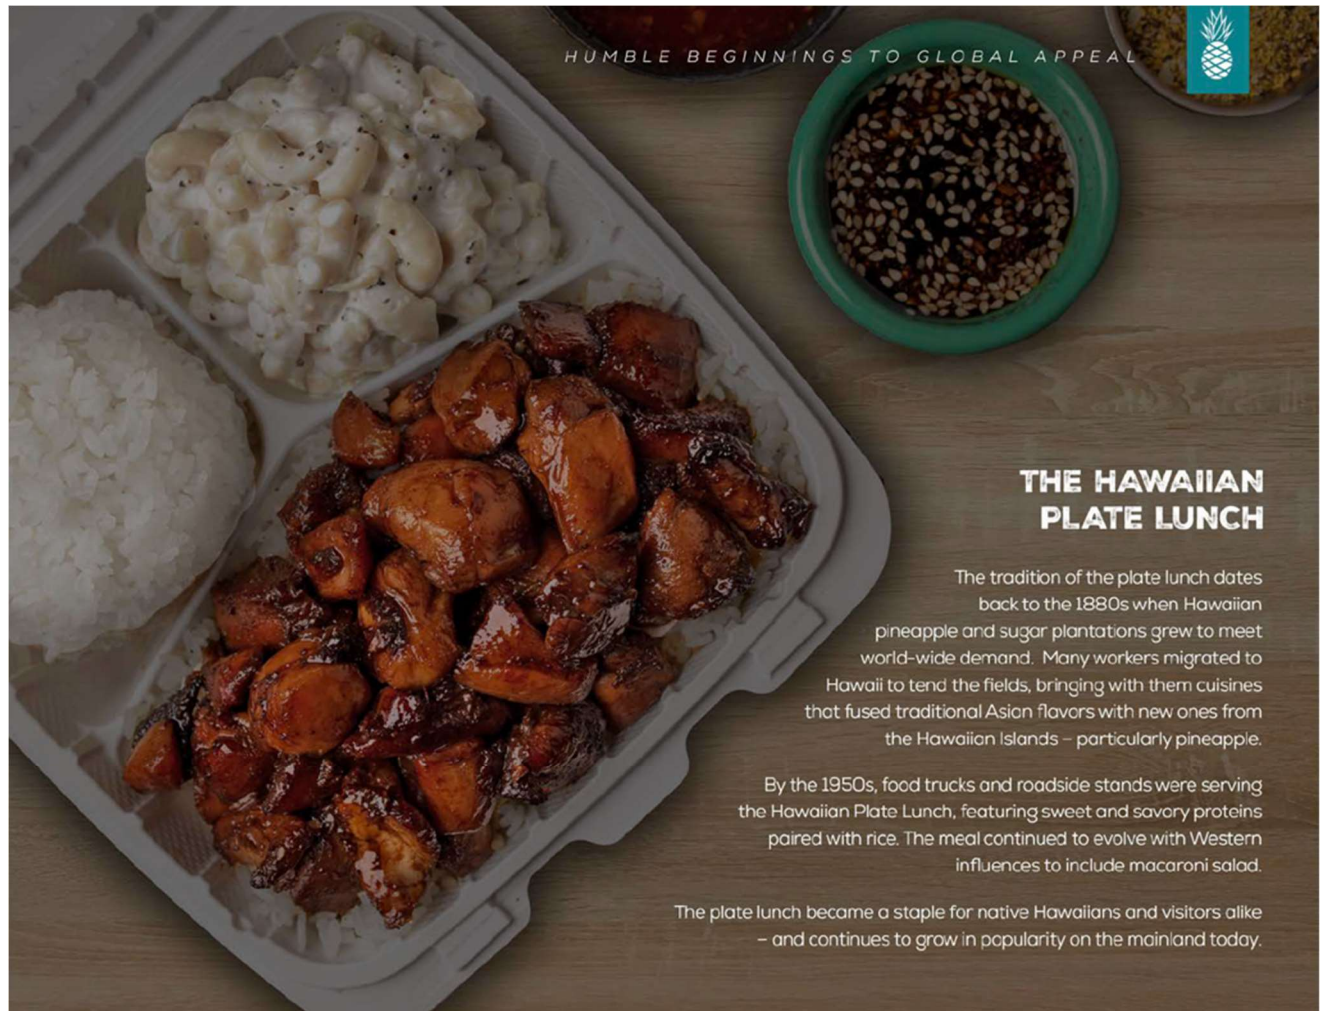 HUMBLE BEGINNINGS TO GLOBAL APPEAL
THE HAWAIIAN
PLATE LUNCH
The tradition of the plate lunch dates
back to the 1880s when Hawaiian
pineapple and sugar plantations grew to meet
world-wide demand. Many workers migrated to
Hawaii to tend the fields, bringing with them cuisines
that fused traditional Asian flavors with new ones from
the Hawaiian Islands – particularly pineapple.
By the 1950s, food trucks and roadside stands were serving
the Hawaiian Plate Lunch, featuring sweet and savory proteins
paired with rice. The meal continued to evolve with Western
influences to include macaroni salad.
The plate lunch became a staple for native Hawaiians and visitors alike
– and continues to grow in popularity on the mainland today.